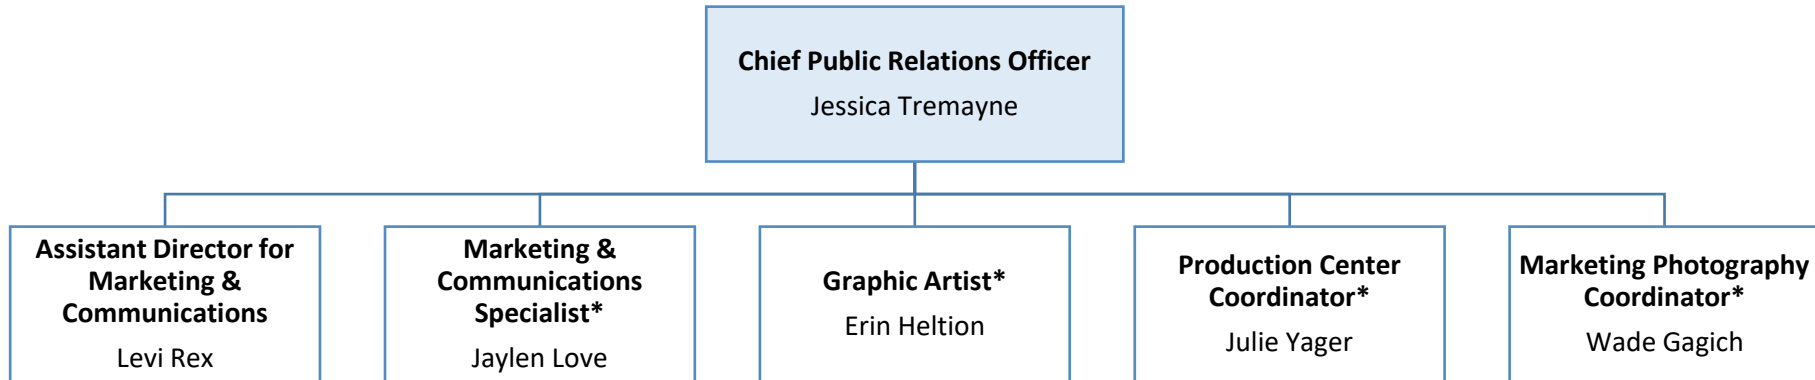 Chief Public Relations Officer
Jessica Tremayne
Assistant Director for
Marketing &
Communications
Levi Rex
Marketing &
Communications
Specialist*
Jaylen Love
Graphic Artist*
Erin Heltion
Production Center
Coordinator*
Julie Yager
Marketing Photography
Coordinator*
Wade Gagich